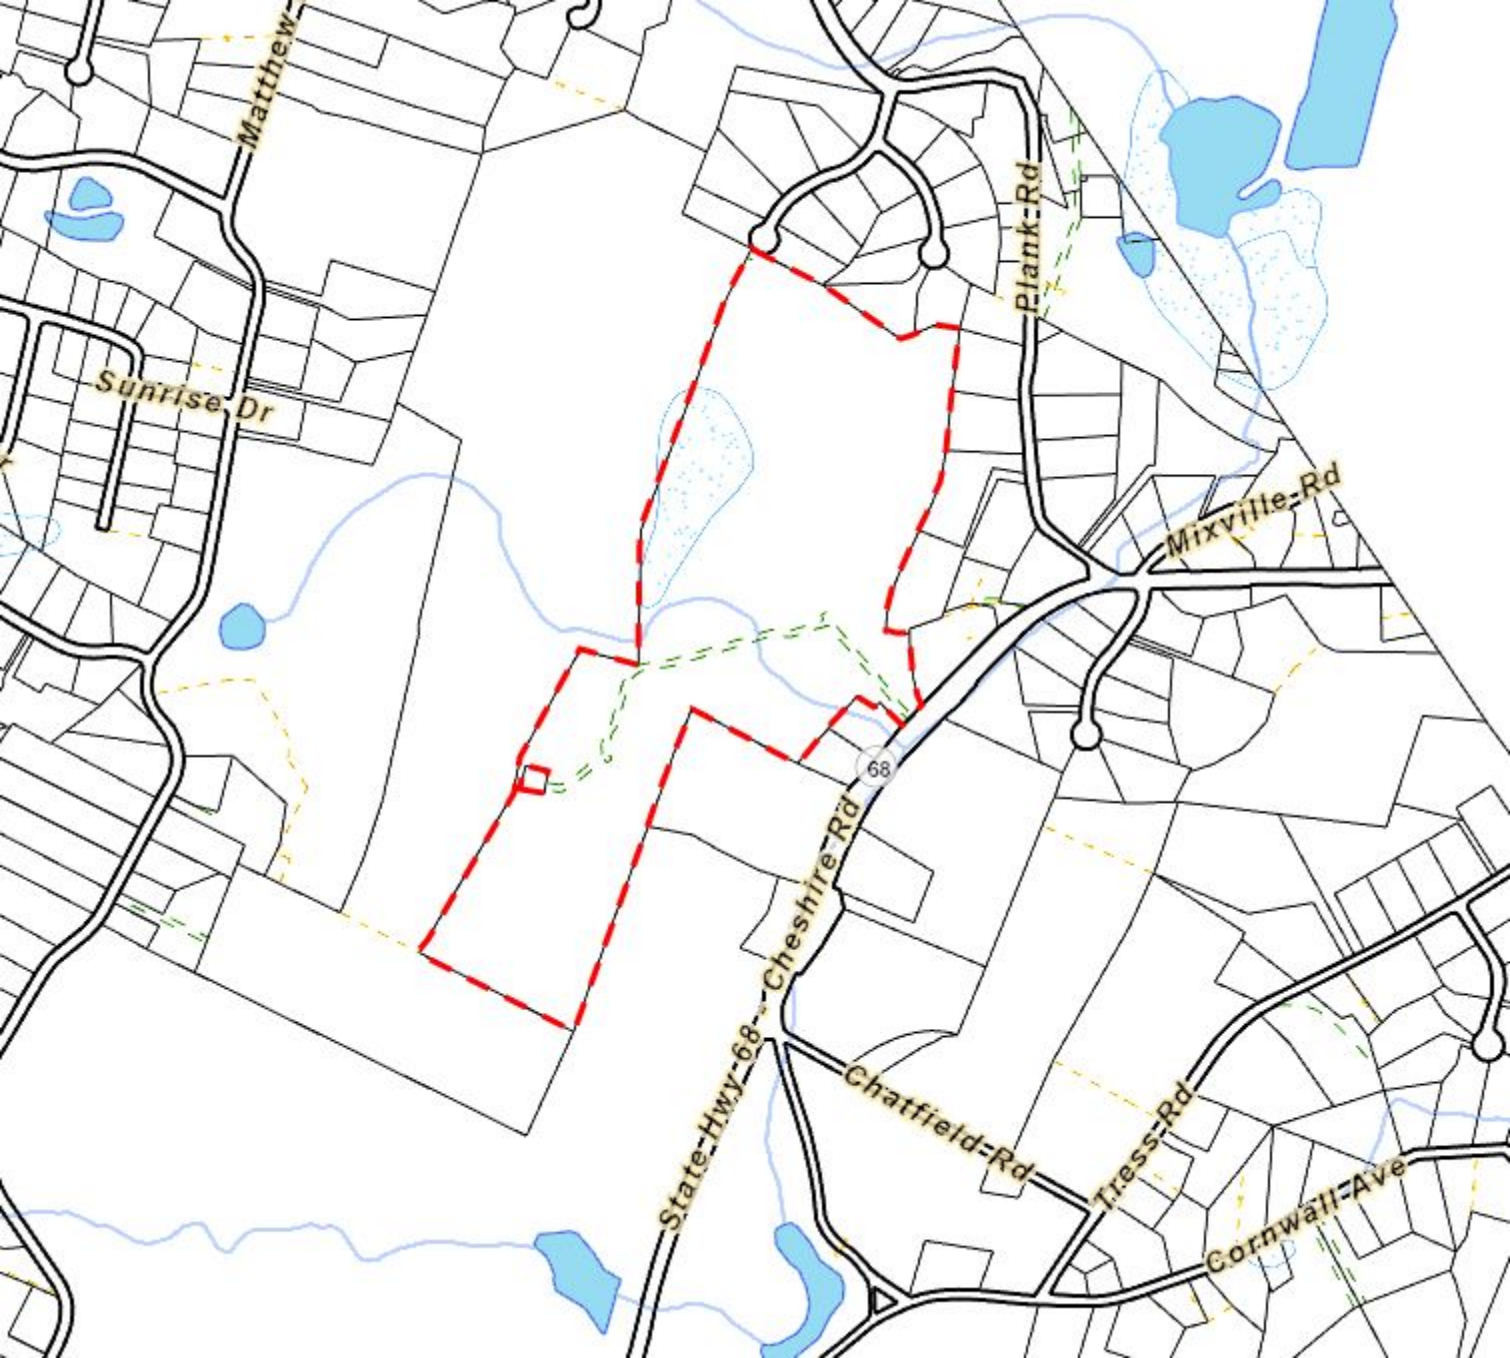 Matthew
Plank Rd
Sunrise Dr
r
Mixville Rd
68
Cheshire Rd
State Hwy 68
Chatfield Rd
Tress Rd
Cornwall Ave